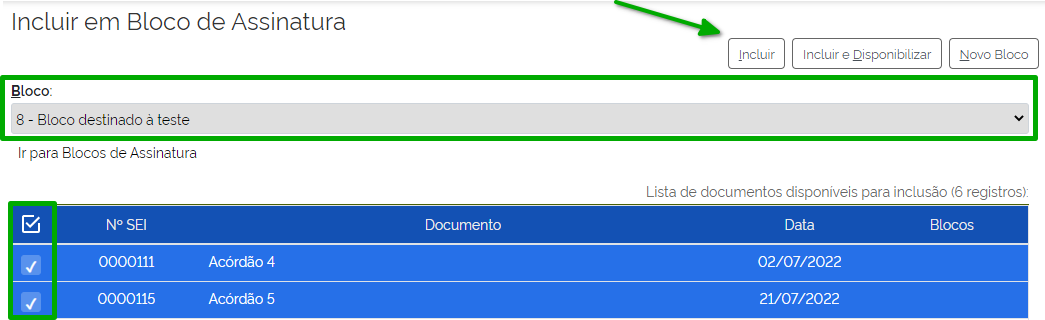 Incluir em Bloco de Assinatura
Incluir Incluir e Disponibilizar Novo Bloco
Bloco:
8 - Bloco destinado à teste
Ir para Blocos de Assinatura
Lista de documentos disponíveis para inclusão (6 registros):
Nº SEI Documento Data Blocos
0000111 Acórdão 4 02/07/2022
0000115 Acórdão 5 21/07/2022